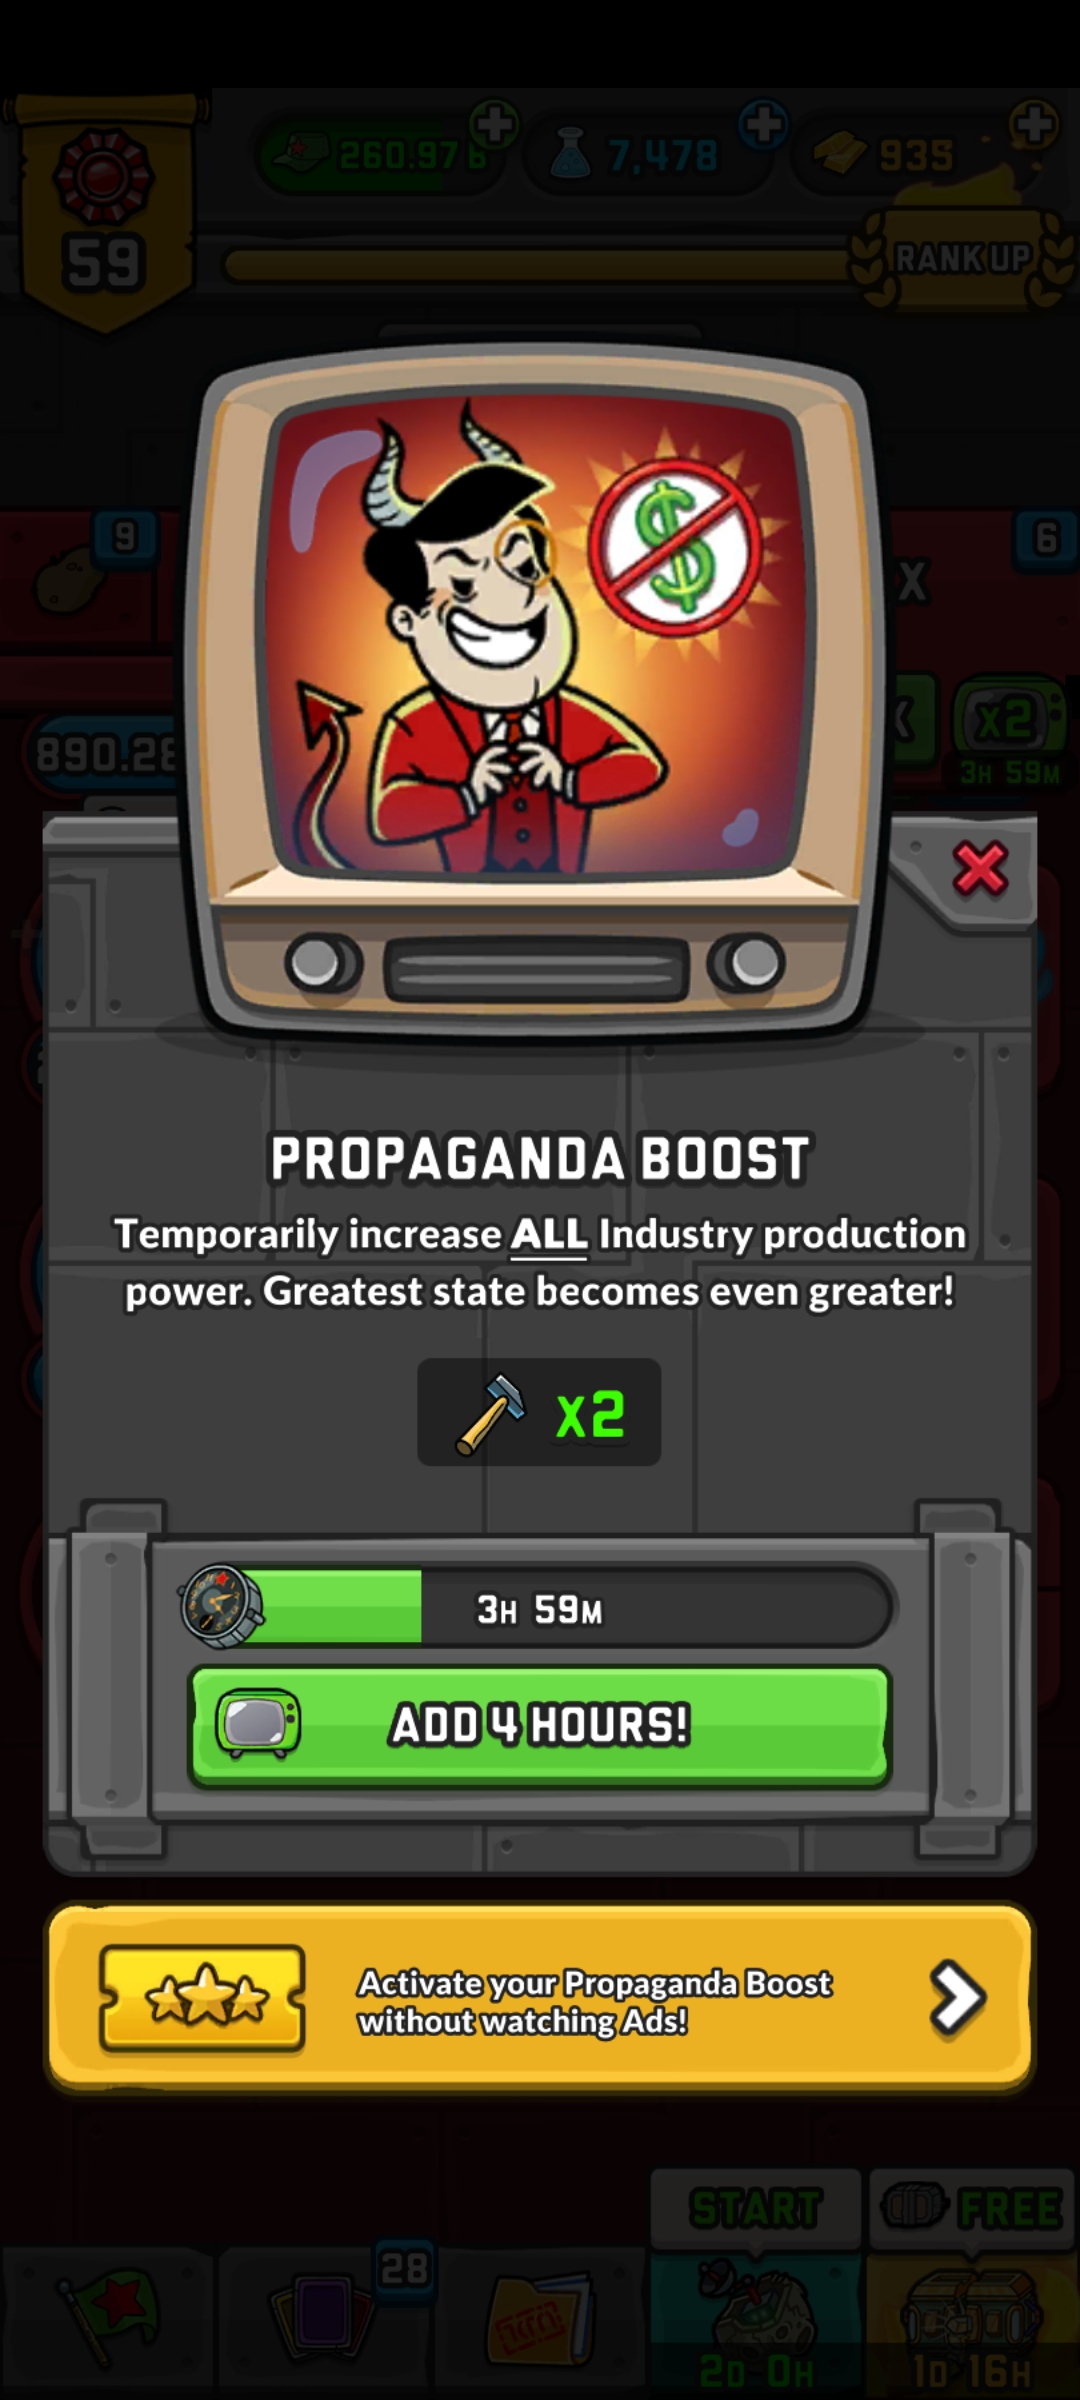 260.97 B
7,478
935
59
RANK UP
9
6
X
890.28
x2
3H 59M
PROPAGANDA BOOST
Temporarily increase ALL Industry production
power. Greatest state becomes even greater!
x2
3H 59M
ADD 4 HOURS!
Activate your Propaganda Boost
without watching Ads!
START
FREE
28
2D 0H
1D 16H